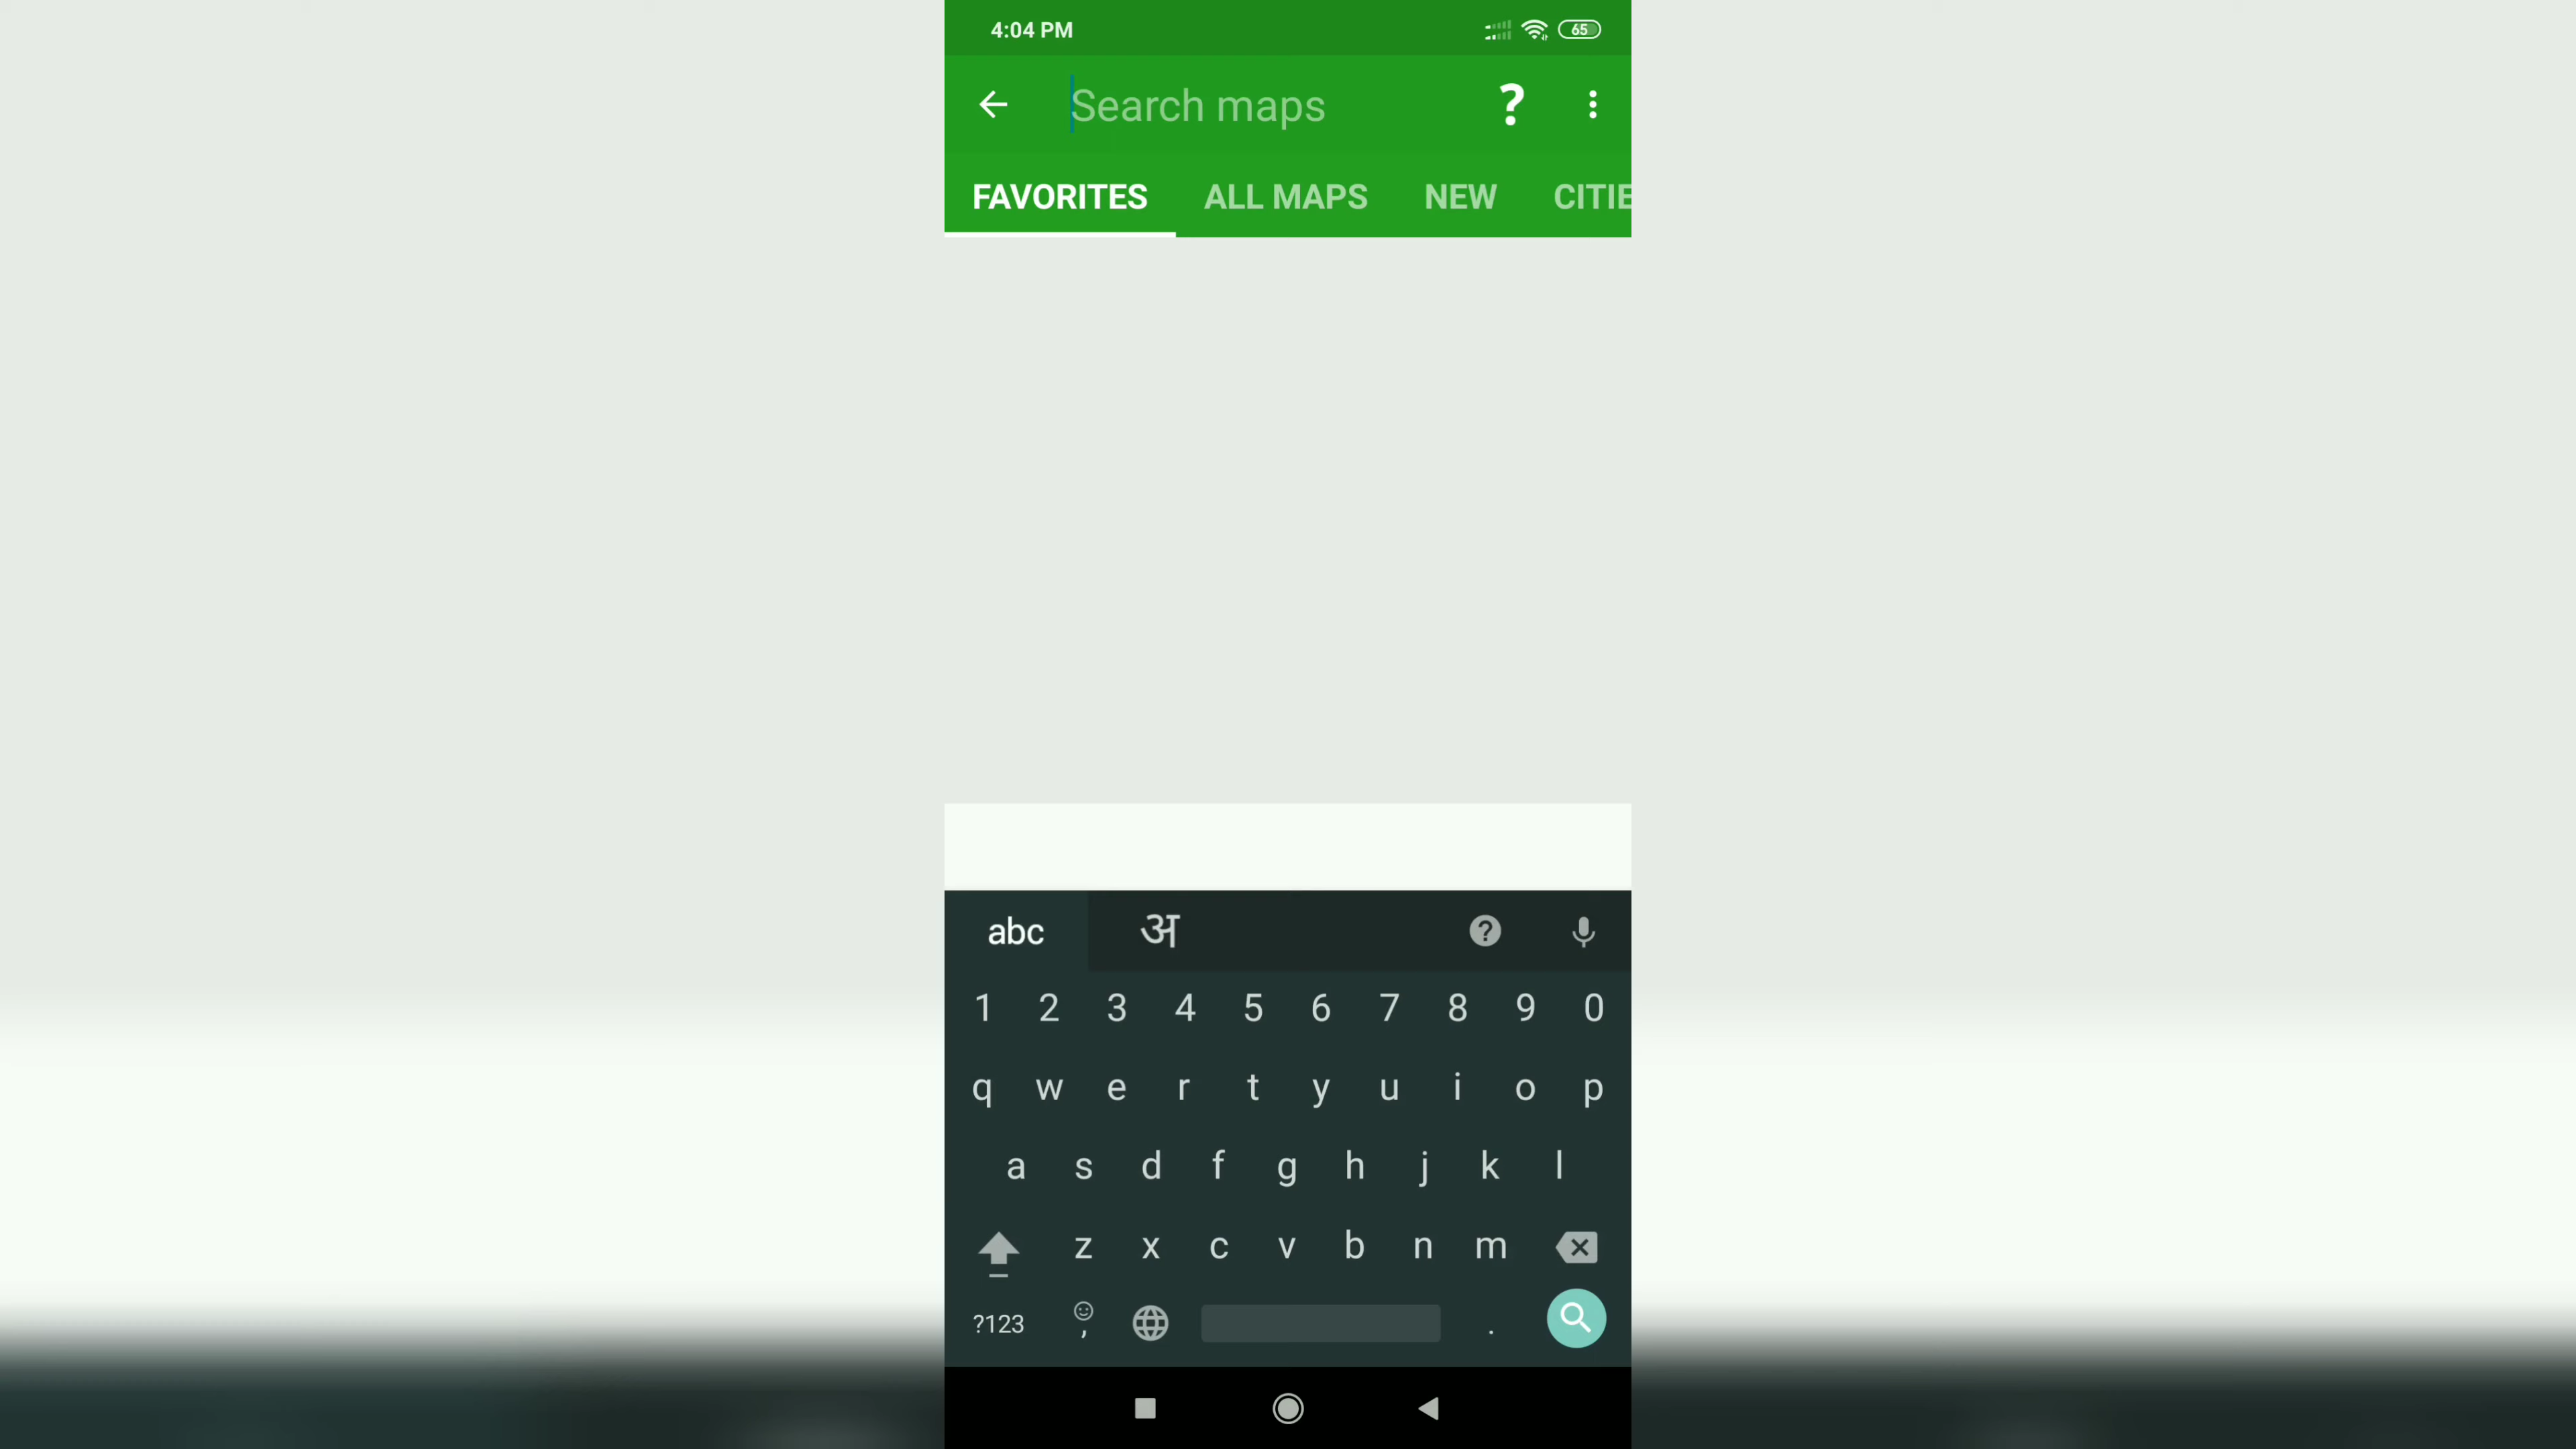 4:04 PM 65
Search maps ?
FAVORITES ALL MAPS NEW CITIE
abc अ ?
1 2 3 4 5 6 7 8 9 0
q w e r t y u i o p
a s d f g h j k l
z x c v b n m
?123 , .